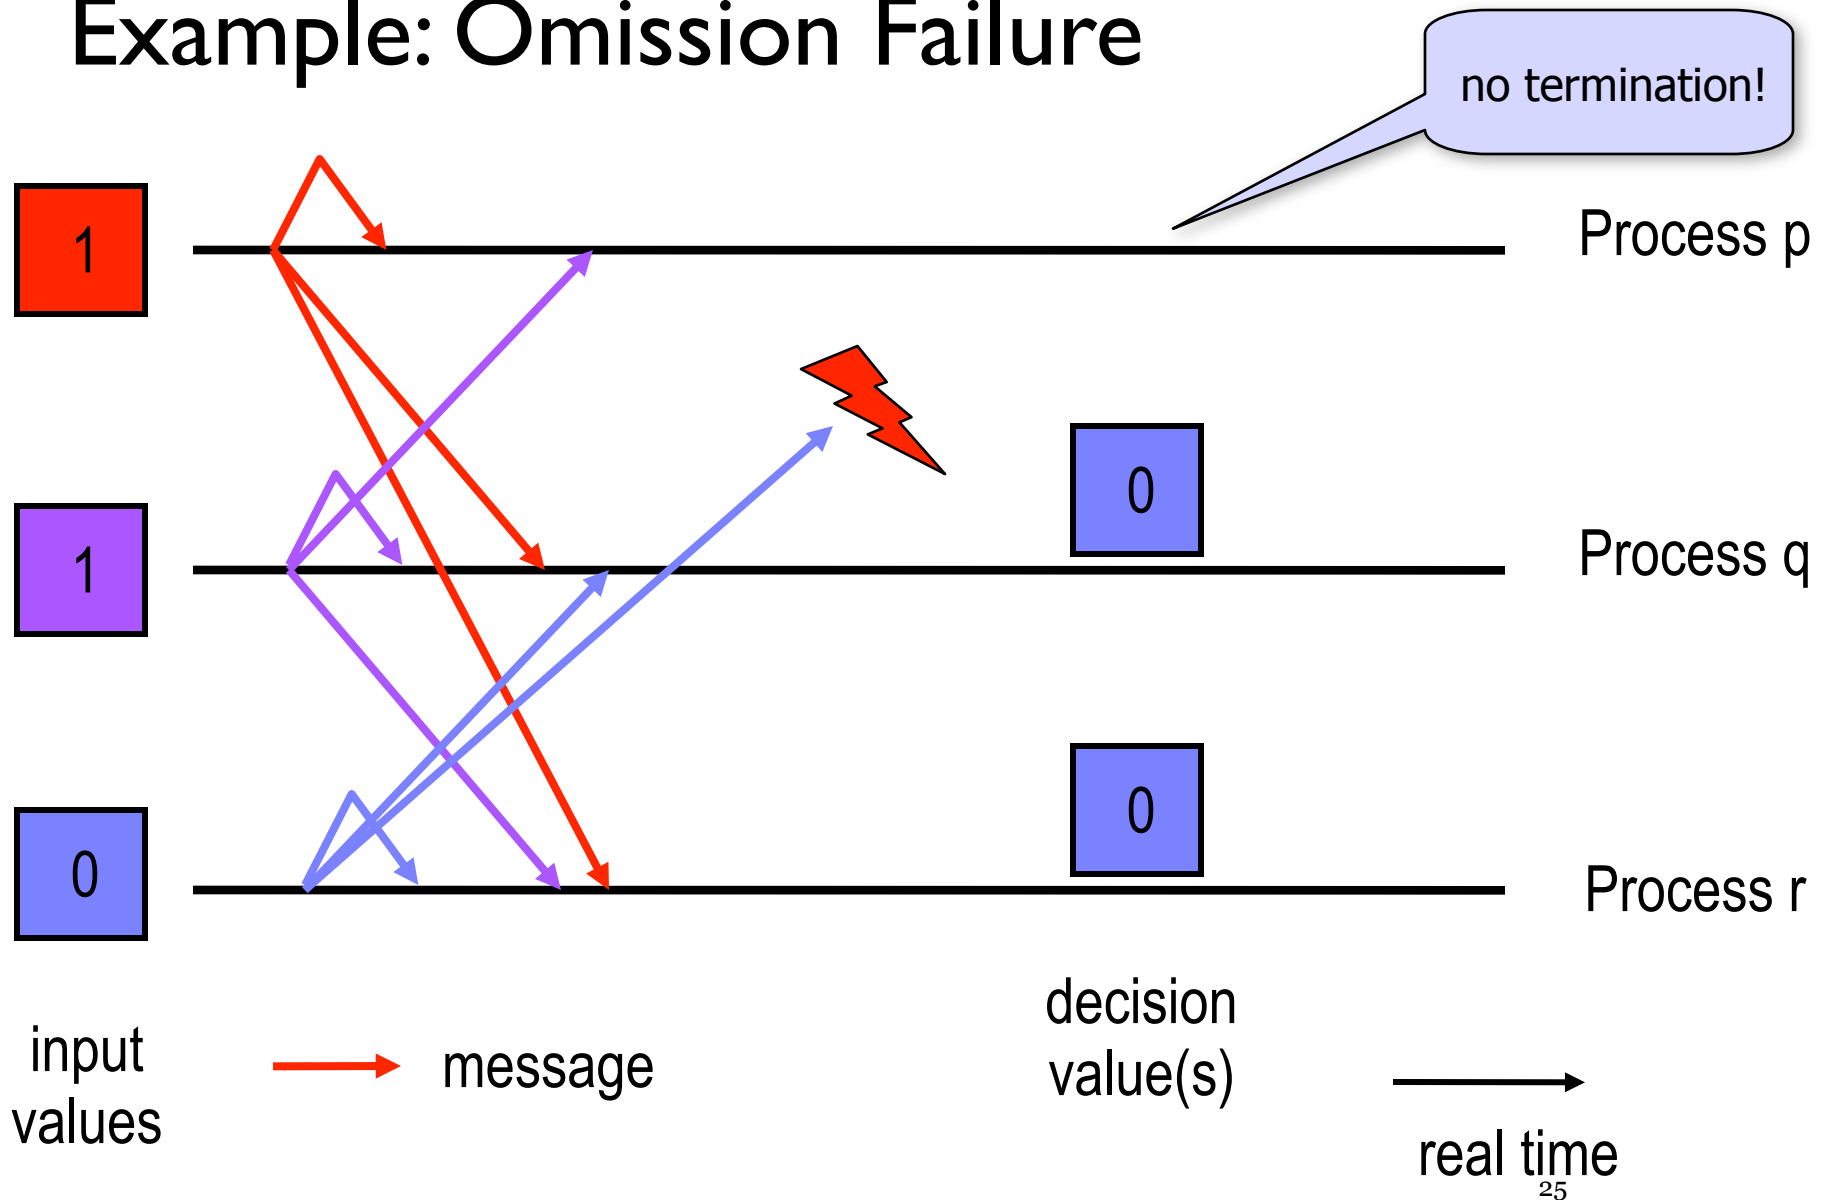 Example: Omission Failure
no termination!
1
Process p
0
1
Process q
0
0
Process r
input
values
message
decision
value(s)
real time
25